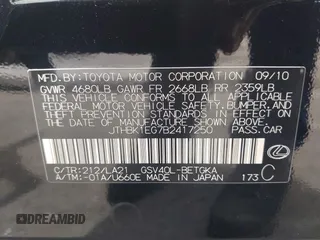 MFD.BY:TOYOTA MOTOR CORPORATION 09/10
GVWR 4680LB GAWR FR 2668LB RR 2359LB
THIS VEHICLE CONFORMS TO ALL APPLICABLE
FEDERAL MOTOR VEHICLE SAFETY, BUMPER, AND
THEFT PREVENTION STANDARDS IN EFFECT ON
THE DATE OF MANUFACTURE SHOWN ABOVE.
JTHBK1EG7B2417250 PASS.CAR
C/TR:212/LA21 GSV40L-BETGKA
A/TM:-01A/U660E MADE IN JAPAN 173C
DREAMBID